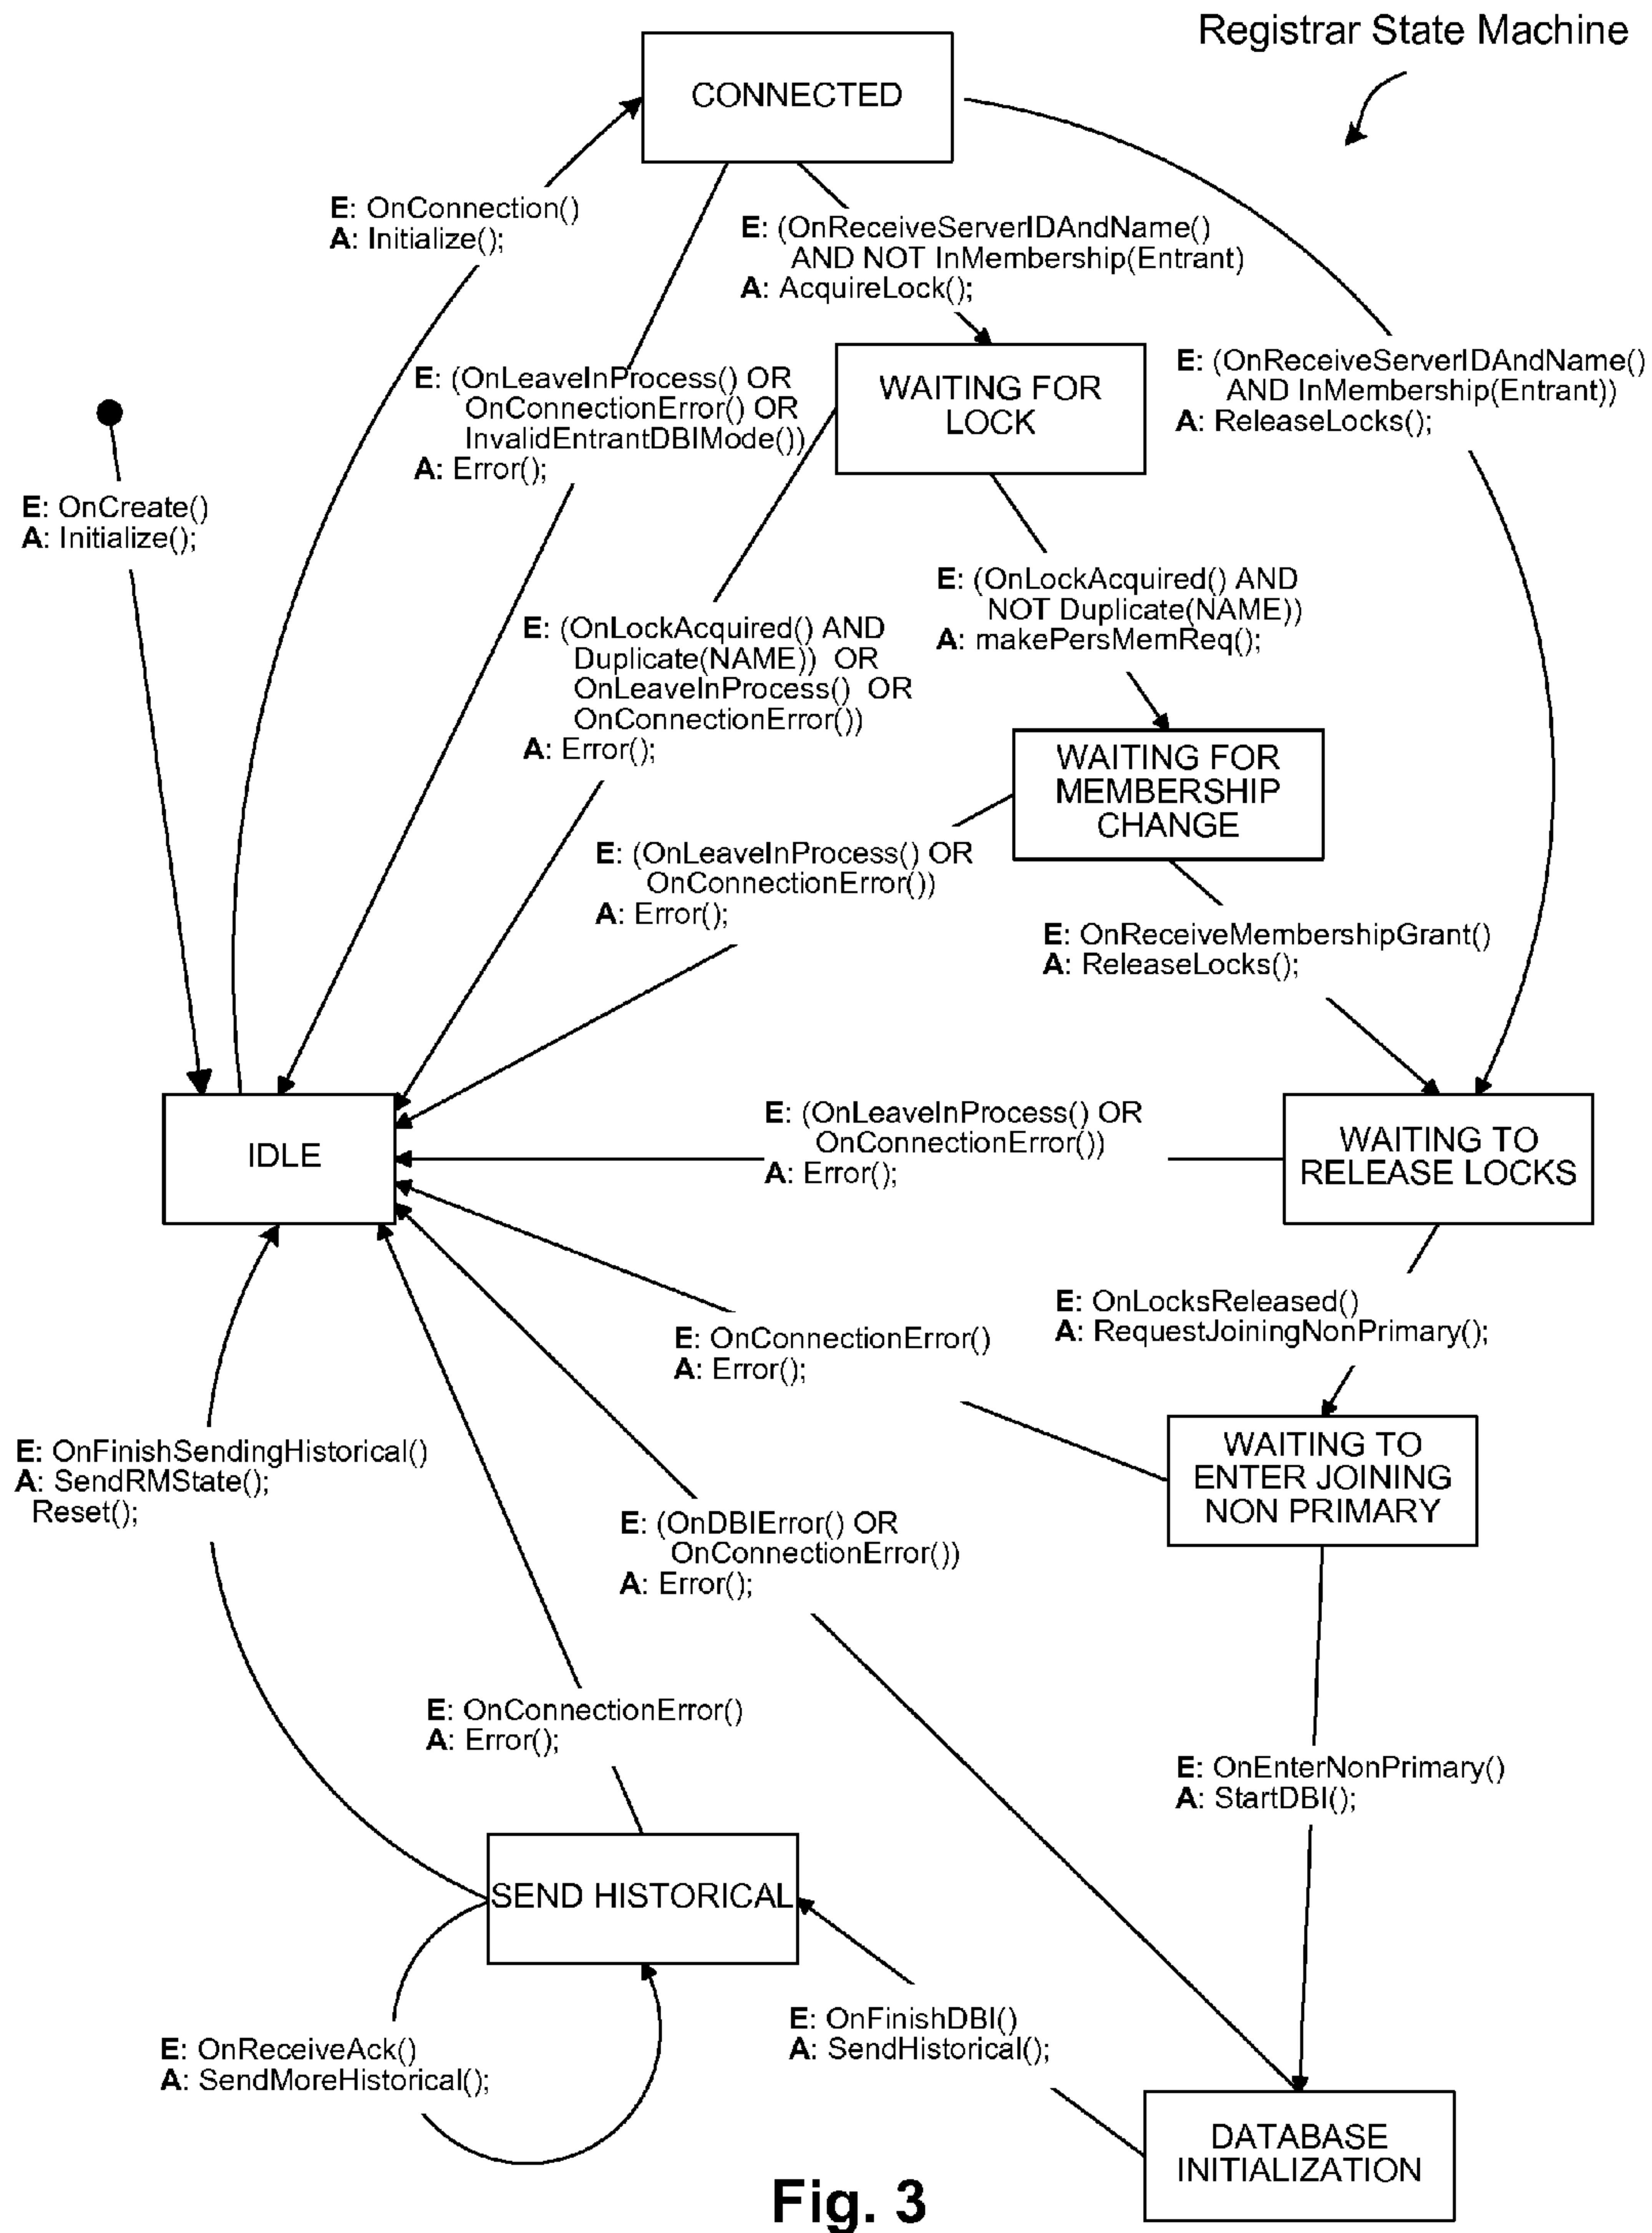 Registrar State Machine
CONNECTED
E: OnConnection()
A: Initialize();
E: (OnReceiveServerIDAndName()
AND NOT InMembership(Entrant)
A: AcquireLock();
E: (OnLeaveInProcess() OR
OnConnectionError() OR
InvalidEntrantDBIMode())
A: Error();
WAITING FOR
LOCK
E: (OnReceiveServerIDAndName()
AND InMembership(Entrant))
A: ReleaseLocks();
E: OnCreate()
A: Initialize();
E: (OnLockAcquired() AND
NOT Duplicate(NAME))
A: makePersMemReq();
E: (OnLockAcquired() AND
Duplicate(NAME)) OR
OnLeaveInProcess() OR
OnConnectionError())
A: Error();
WAITING FOR
MEMBERSHIP
CHANGE
E: (OnLeaveInProcess() OR
OnConnectionError())
A: Error();
E: OnReceiveMembershipGrant()
A: ReleaseLocks();
IDLE
E: (OnLeaveInProcess() OR
OnConnectionError())
A: Error();
WAITING TO
RELEASE LOCKS
E: OnLocksReleased()
A: RequestJoiningNonPrimary();
E: OnConnectionError()
A: Error();
WAITING TO
ENTER JOINING
NON PRIMARY
E: OnFinishSendingHistorical()
A: SendRMState();
Reset();
E: (OnDBIError() OR
OnConnectionError())
A: Error();
E: OnConnectionError()
A: Error();
E: OnEnterNonPrimary()
A: StartDBI();
SEND HISTORICAL
E: OnFinishDBI()
A: SendHistorical();
E: OnReceiveAck()
A: SendMoreHistorical();
DATABASE
INITIALIZATION
Fig. 3